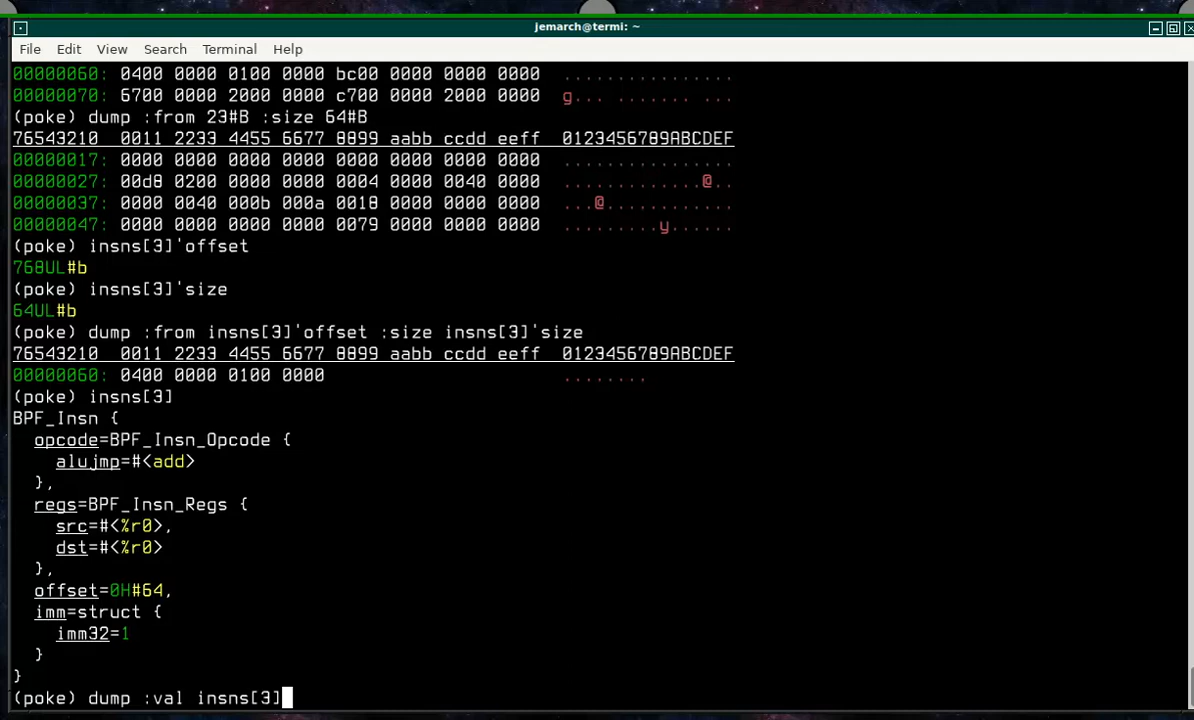 jemarch@termi: ~
File Edit View Search Terminal Help
00000060: 0400 0000 0100 0000 bc00 0000 0000 0000  ................
00000070: 6700 0000 2000 0000 c700 0000 2000 0000  g... ....... ...
(poke) dump :from 23#B :size 64#B
76543210  0011 2233 4455 6677 8899 aabb ccdd eeff  0123456789ABCDEF
00000017: 0000 0000 0000 0000 0000 0000 0000 0000  ................
00000027: 00d8 0200 0000 0000 0004 0000 0040 0000  .............@..
00000037: 0000 0040 000b 000a 0018 0000 0000 0000  ...@............
00000047: 0000 0000 0000 0000 0079 0000 0000 0000  .........y......
(poke) insns[3]'offset
768UL#b
(poke) insns[3]'size
64UL#b
(poke) dump :from insns[3]'offset :size insns[3]'size
76543210  0011 2233 4455 6677 8899 aabb ccdd eeff  0123456789ABCDEF
00000060: 0400 0000 0100 0000                      ........
(poke) insns[3]
BPF_Insn {
  opcode=BPF_Insn_Opcode {
    alujmp=#<add>
  },
  regs=BPF_Insn_Regs {
    src=#<%r0>,
    dst=#<%r0>
  },
  offset=0H#64,
  imm=struct {
    imm32=1
  }
}
(poke) dump :val insns[3]